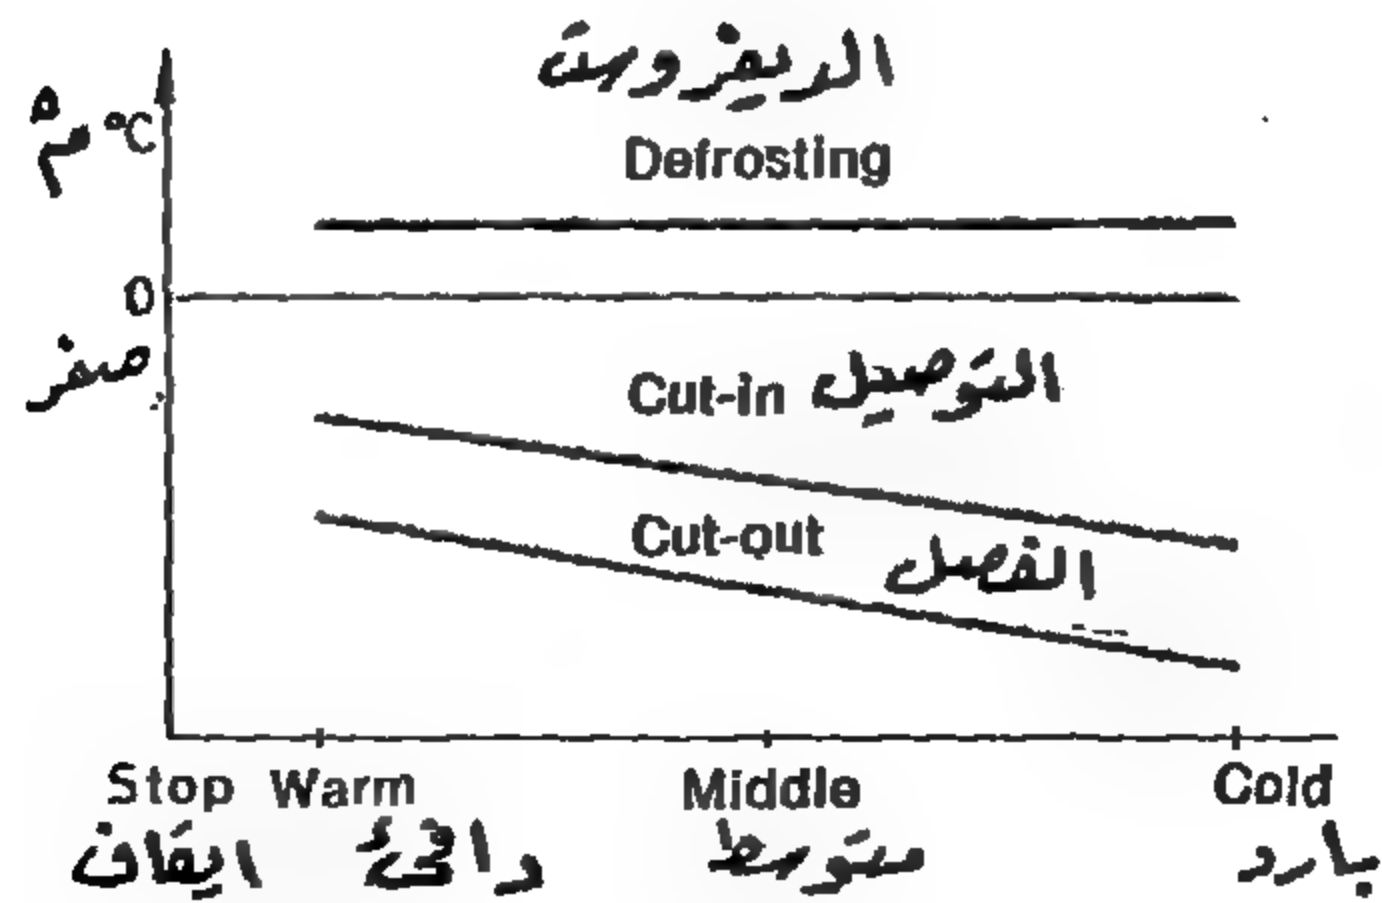 الديفروست
Defrosting
م° °C
0
صفر
Cut-in التوصيل
Cut-out الفصل
Stop Warm Middle Cold
ايقاف دافئ متوسط بارد